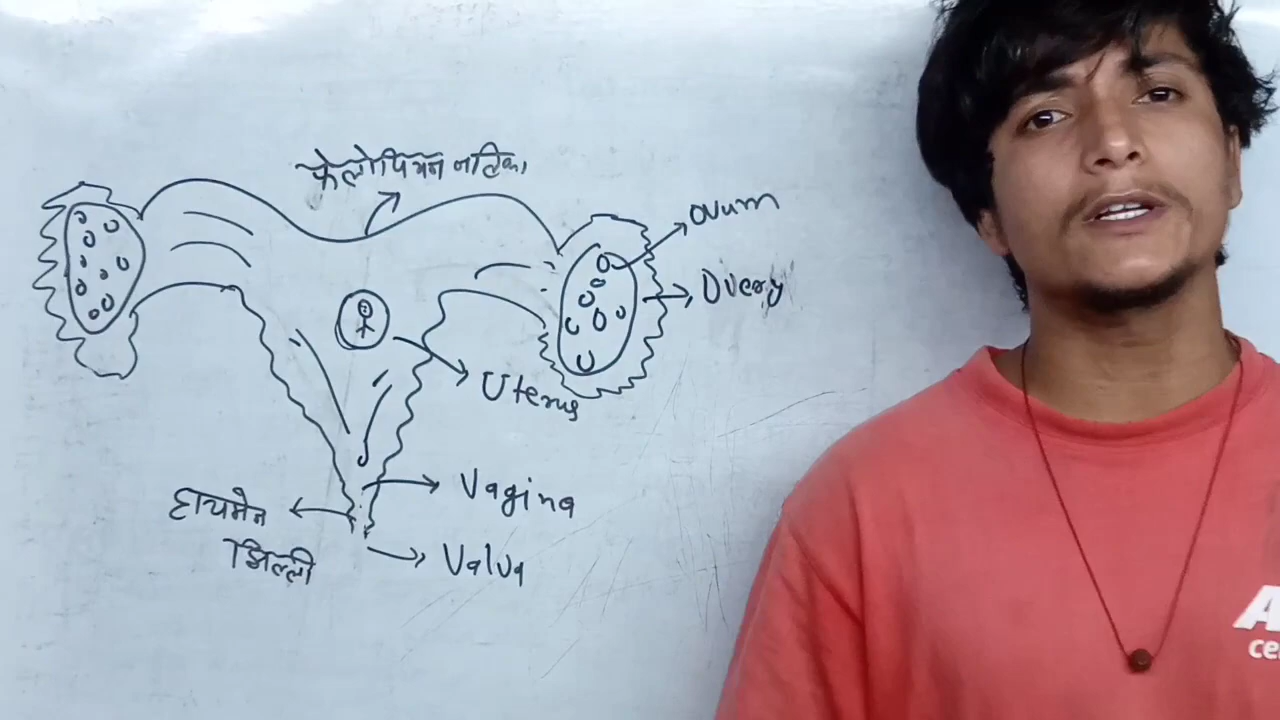 फेलोपियन नलिका
ovum
Overy
Uterus
Vagina
हायमेन
झिल्ली
Valva